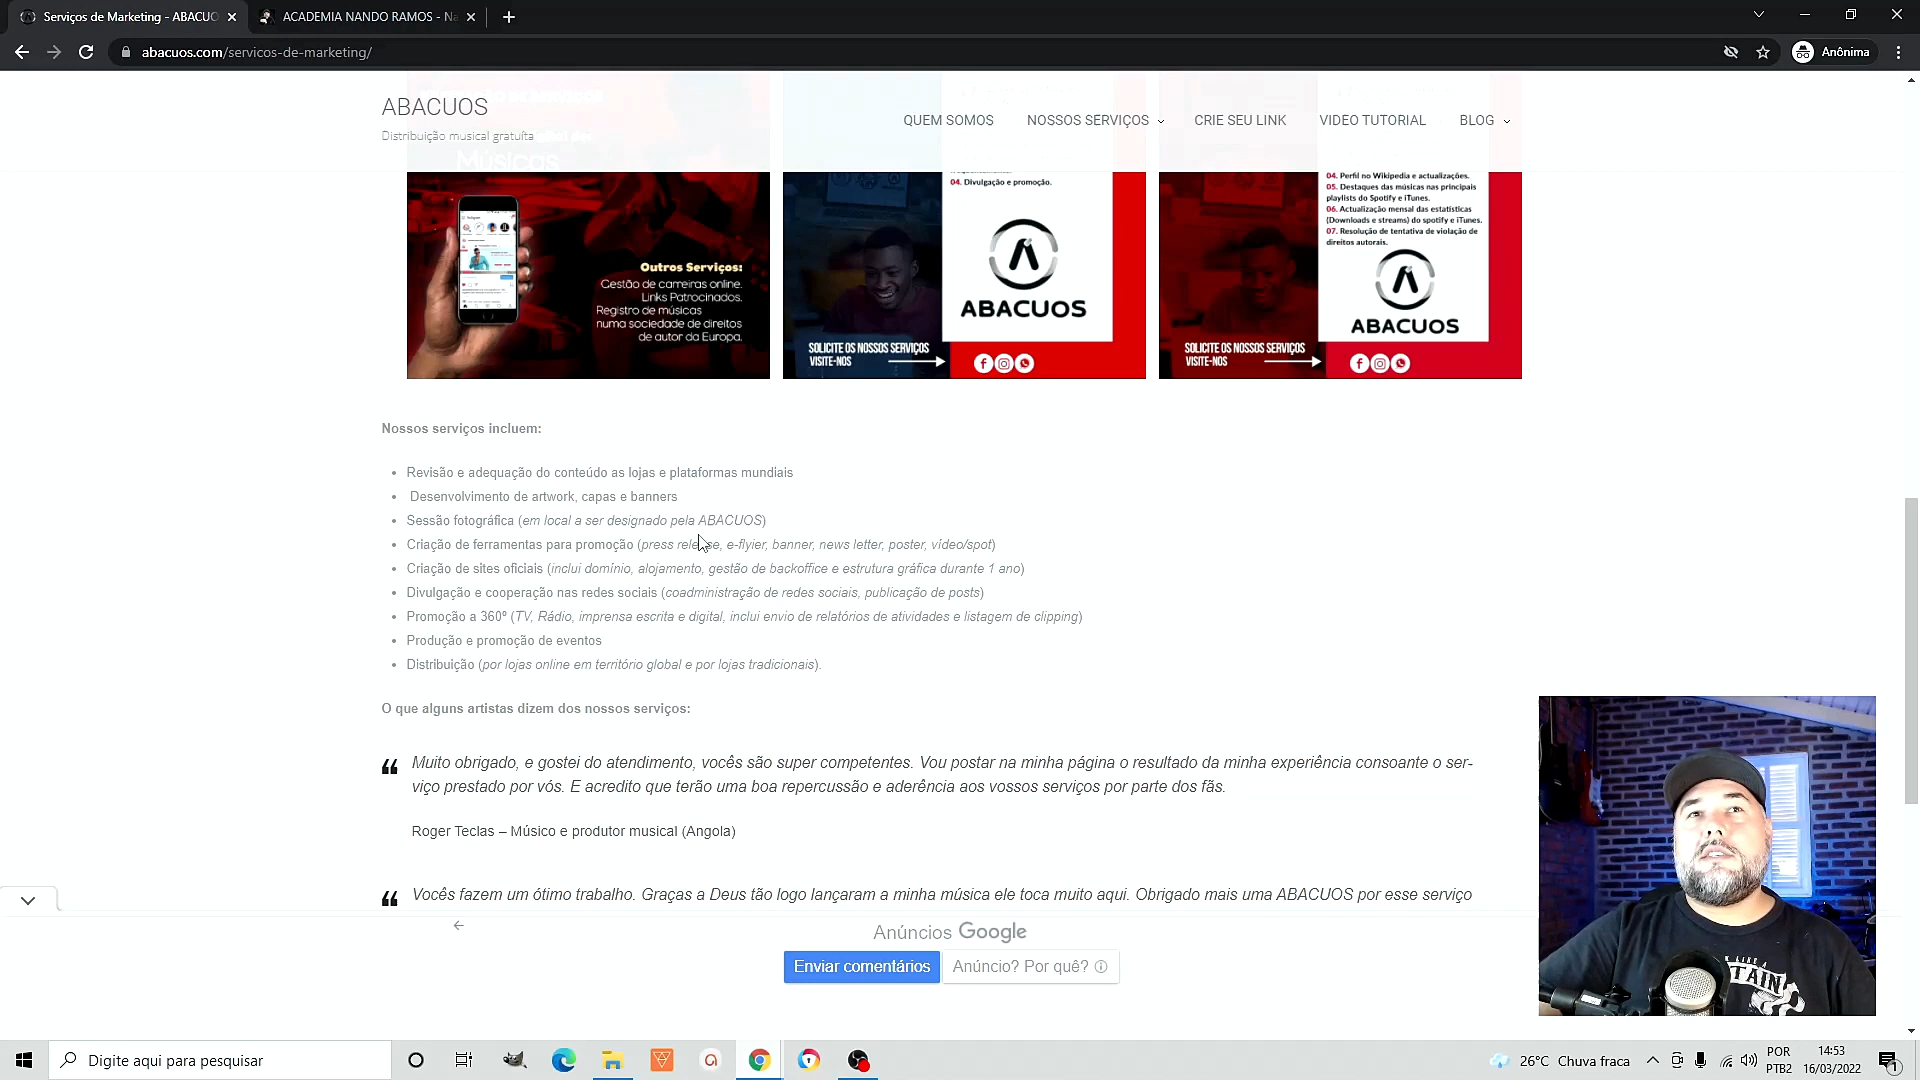 Serviços de Marketing - ABACUO
ACADEMIA NANDO RAMOS - Na
abacuos.com/servicos-de-marketing/
Anônima
ABACUOS
Distribuição musical gratuíta
QUEM SOMOS
NOSSOS SERVIÇOS
CRIE SEU LINK
VIDEO TUTORIAL
BLOG
Músicas
Outros Serviços:
Gestão de carreiras online.
Links Patrocinados.
Registro de músicas
numa sociedade de direitos
de autor da Europa.
04. Divulgação e promoção.
ABACUOS
SOLICITE OS NOSSOS SERVIÇOS
VISITE-NOS
04. Perfil no Wikipedia e actualizações.
05. Destaques das músicas nas principais
playlists do Spotify e iTunes.
06. Actualização mensal das estatísticas
(Downloads e streams) do spotify e iTunes.
07. Resolução de tentativa de violação de
direitos autorais.
ABACUOS
SOLICITE OS NOSSOS SERVIÇOS
VISITE-NOS
Nossos serviços incluem:
Revisão e adequação do conteúdo as lojas e plataformas mundiais
Desenvolvimento de artwork, capas e banners
Sessão fotográfica (em local a ser designado pela ABACUOS)
Criação de ferramentas para promoção (press release, e-flyier, banner, news letter, poster, vídeo/spot)
Criação de sites oficiais (inclui domínio, alojamento, gestão de backoffice e estrutura gráfica durante 1 ano)
Divulgação e cooperação nas redes sociais (coadministração de redes sociais, publicação de posts)
Promoção a 360º (TV, Rádio, imprensa escrita e digital, inclui envio de relatórios de atividades e listagem de clipping)
Produção e promoção de eventos
Distribuição (por lojas online em território global e por lojas tradicionais).
O que alguns artistas dizem dos nossos serviços:
Muito obrigado, e gostei do atendimento, vocês são super competentes. Vou postar na minha página o resultado da minha experiência consoante o ser-
viço prestado por vós. E acredito que terão uma boa repercussão e aderência aos vossos serviços por parte dos fãs.
Roger Teclas – Músico e produtor musical (Angola)
Vocês fazem um ótimo trabalho. Graças a Deus tão logo lançaram a minha música ele toca muito aqui. Obrigado mais uma ABACUOS por esse serviço
Anúncios Google
Enviar comentários
Anúncio? Por quê?
Digite aqui para pesquisar
26°C Chuva fraca
POR
PTB2
14:53
16/03/2022
1